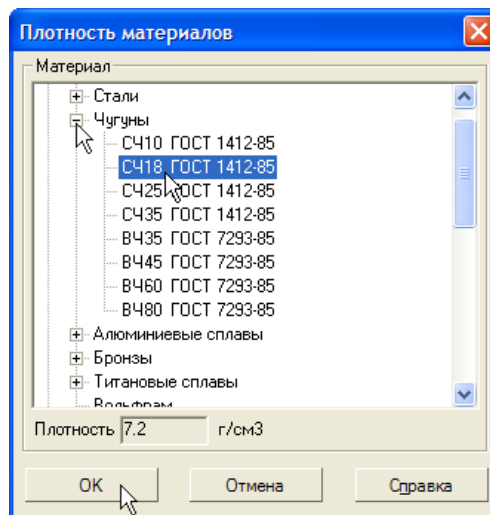 Плотность материалов
Материал
Стали
Чугуны
СЧ10 ГОСТ 1412-85
СЧ18 ГОСТ 1412-85
СЧ25 ГОСТ 1412-85
СЧ35 ГОСТ 1412-85
ВЧ35 ГОСТ 7293-85
ВЧ45 ГОСТ 7293-85
ВЧ60 ГОСТ 7293-85
ВЧ80 ГОСТ 7293-85
Алюминиевые сплавы
Бронзы
Титановые сплавы
Вольфрам
Плотность 7.2 г/см3
OK Отмена Справка